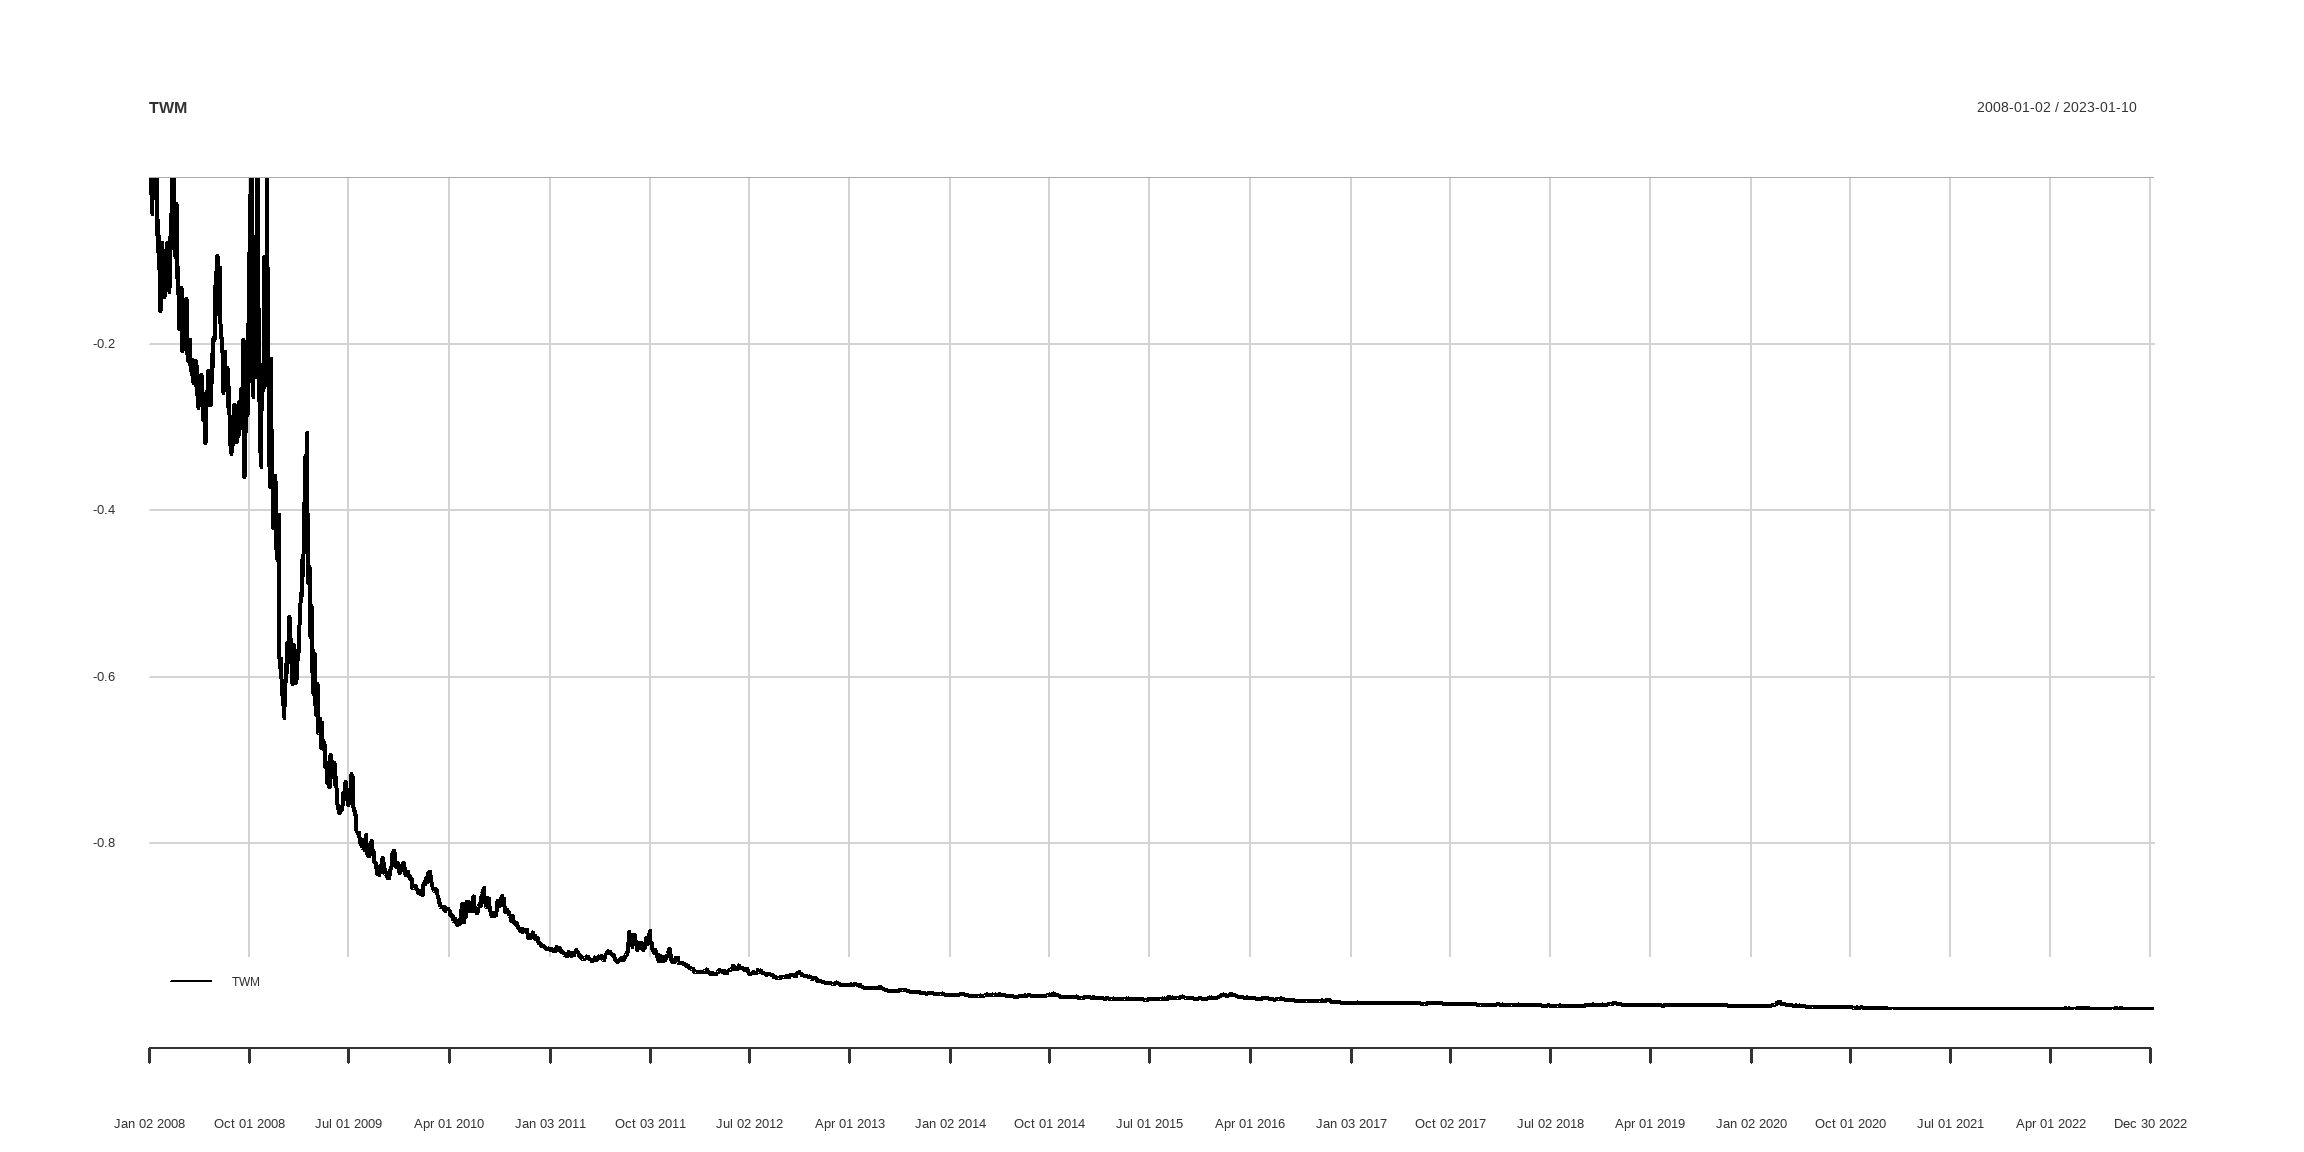 TWM
2008-01-02 / 2023-01-10
-0.2
-0.4
-0.6
-0.8
TWM
Jan 02 2008
Oct 01 2008
Jul 01 2009
Apr 01 2010
Jan 03 2011
Oct 03 2011
Jul 02 2012
Apr 01 2013
Jan 02 2014
Oct 01 2014
Jul 01 2015
Apr 01 2016
Jan 03 2017
Oct 02 2017
Jul 02 2018
Apr 01 2019
Jan 02 2020
Oct 01 2020
Jul 01 2021
Apr 01 2022
Dec 30 2022